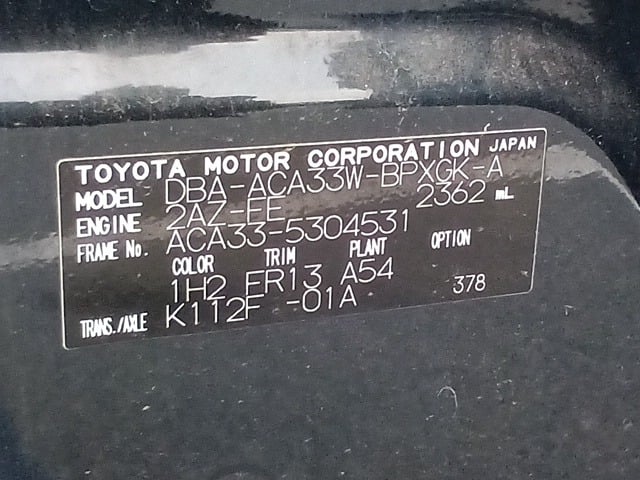 TOYOTA MOTOR CORPORATION JAPAN
MODEL DBA-ACA33W-BPXGK-A
ENGINE 2AZ-FE 2362 mL
FRAME No. ACA33-5304531
COLOR TRIM PLANT OPTION
1H2 FR13 A54
TRANS./AXLE K112F -01A 378